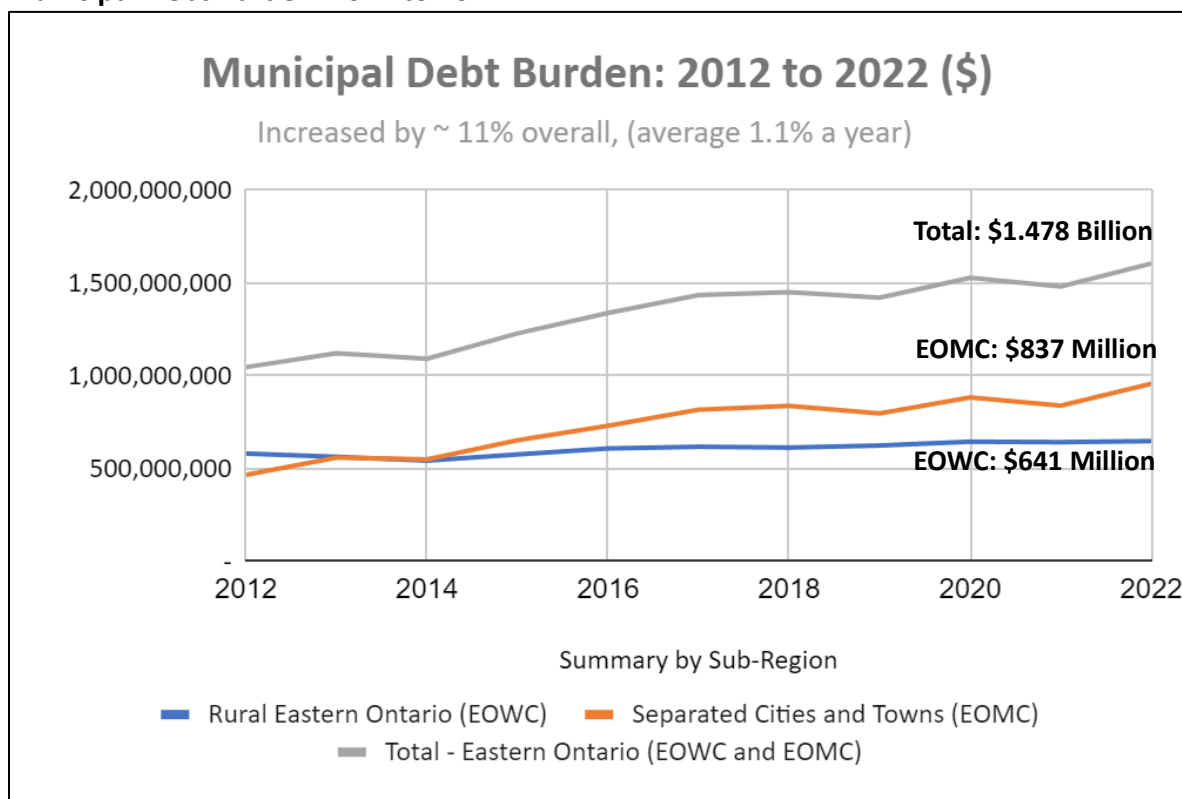 Municipal Debt Burden: 2012 to 2022 ($)
Increased by ~ 11% overall, (average 1.1% a year)
2,000,000,000
Total: $1.478 Billion
1,500,000,000
EOMC: $837 Million
1,000,000,000
500,000,000
EOWC: $641 Million
-
2012 2014 2016 2018 2020 2022
Summary by Sub-Region
Rural Eastern Ontario (EOWC) Separated Cities and Towns (EOMC)
Total - Eastern Ontario (EOWC and EOMC)